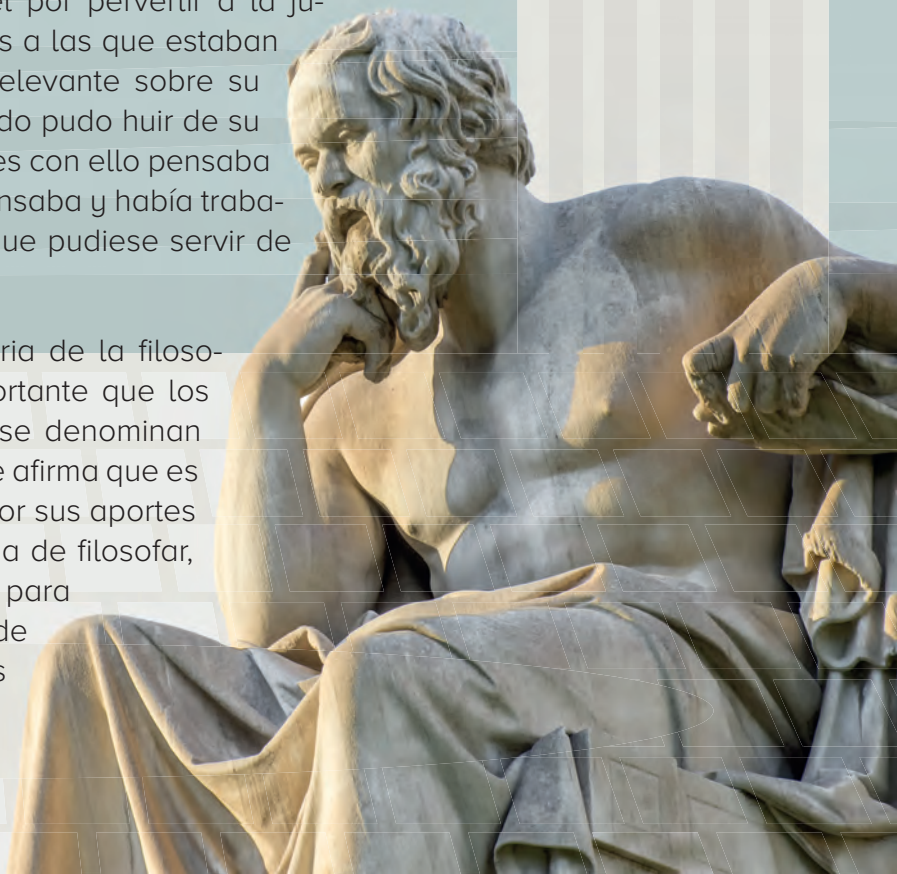 por pervertir a la ju-
s a las que estaban
elevante sobre su
do pudo huir de su
es con ello pensaba
nsaba y había traba-
ue pudiese servir de
ria de la filoso-
ortante que los
se denominan
e afirma que es
or sus aportes
a de filosofar,
para
de
s